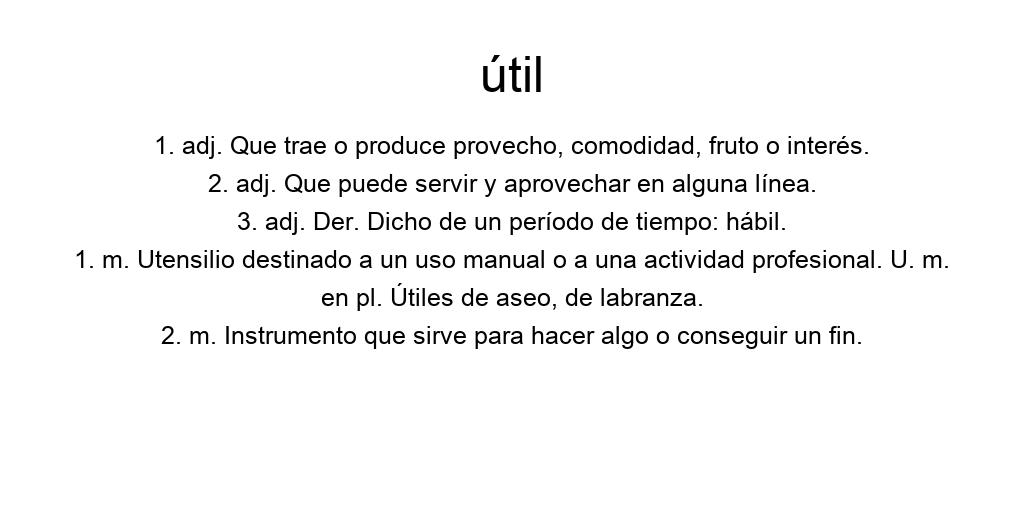 útil
1. adj. Que trae o produce provecho, comodidad, fruto o interés.
2. adj. Que puede servir y aprovechar en alguna línea.
3. adj. Der. Dicho de un período de tiempo: hábil.
1. m. Utensilio destinado a un uso manual o a una actividad profesional. U. m.
en pl. Útiles de aseo, de labranza.
2. m. Instrumento que sirve para hacer algo o conseguir un fin.